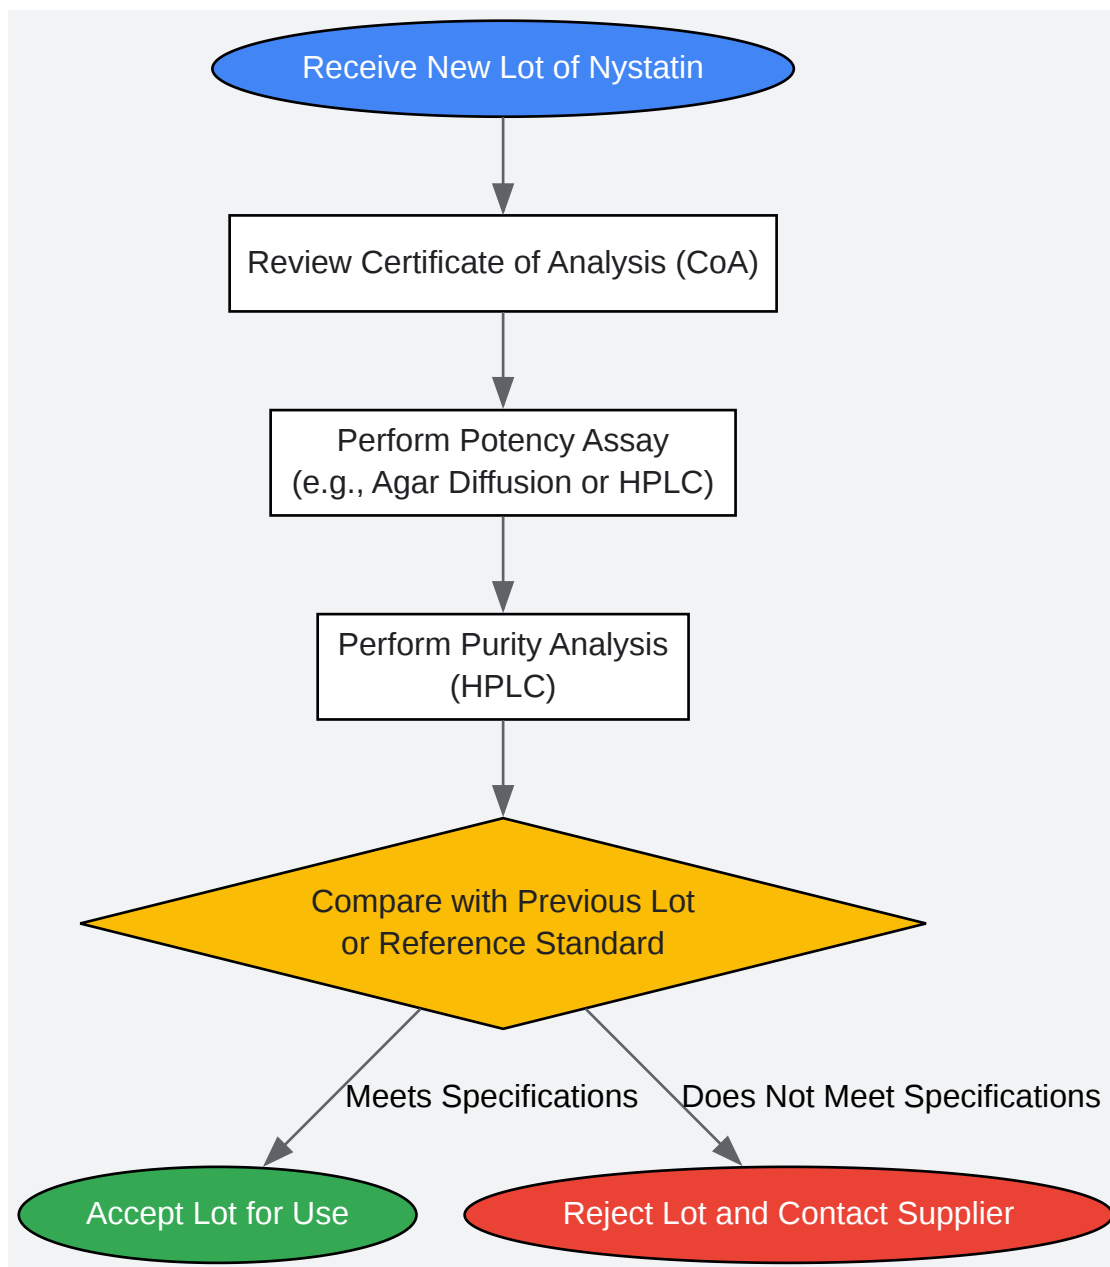 Receive New Lot of Nystatin
Review Certificate of Analysis (CoA)
Perform Potency Assay
(e.g., Agar Diffusion or HPLC)
Perform Purity Analysis
(HPLC)
Compare with Previous Lot
or Reference Standard
Meets Specifications
Does Not Meet Specifications
Accept Lot for Use
Reject Lot and Contact Supplier